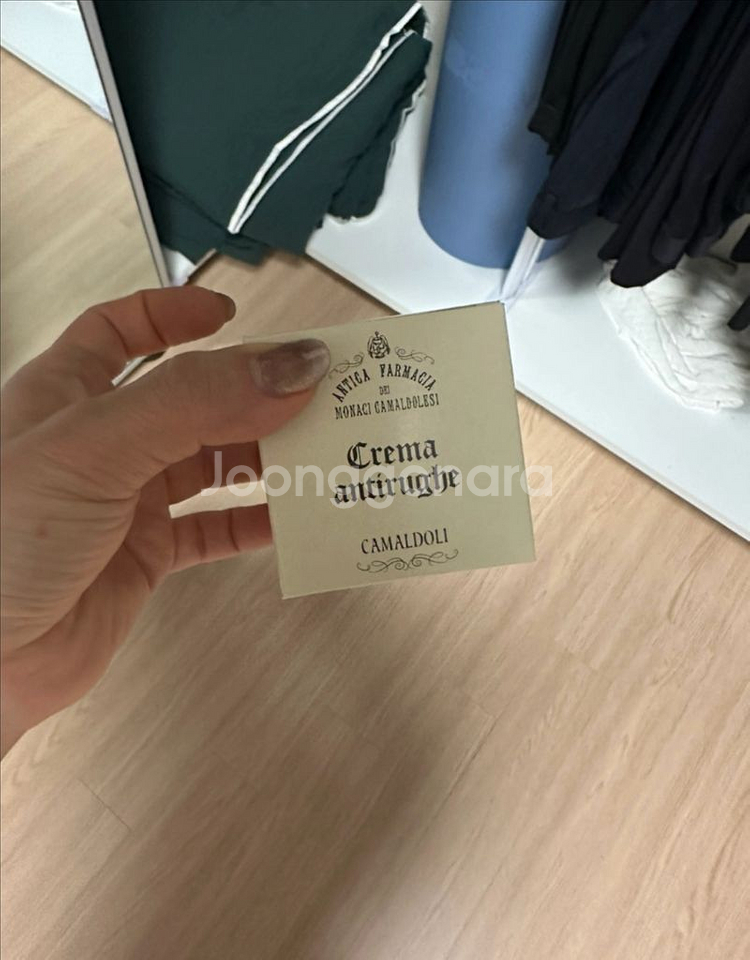 ANTICA FARMACIA
DEI
MONACI CAMALDOLESI
Crema
antirughe
Joonggonara
CAMALDOLI